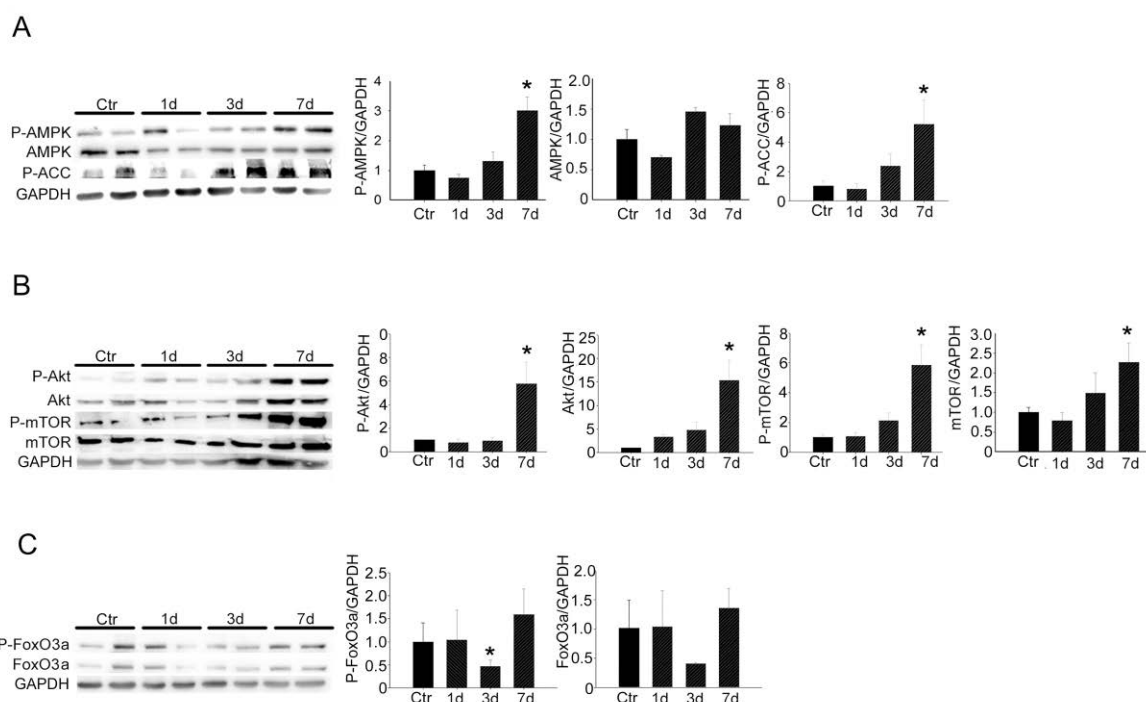 A
Ctr 1d 3d 7d
P-AMPK
AMPK
P-ACC
GAPDH
P-AMPK/GAPDH
4
3
2
1
0
*
Ctr 1d 3d 7d
AMPK/GAPDH
2.0
1.5
1.0
0.5
0
Ctr 1d 3d 7d
P-ACC/GAPDH
8
6
4
2
0
*
Ctr 1d 3d 7d
B
Ctr 1d 3d 7d
P-Akt
Akt
P-mTOR
mTOR
GAPDH
P-Akt/GAPDH
0
8
6
4
2
0
*
Ctr 1d 3d 7d
Akt/GAPDH
25
20
15
10
5
0
*
Ctr 1d 3d 7d
P-mTOR/GAPDH
8
6
4
2
0
*
Ctr 1d 3d 7d
mTOR/GAPDH
3.0
2.5
2.0
1.5
1.0
0.5
0
*
Ctr 1d 3d 7d
C
Ctr 1d 3d 7d
P-FoxO3a
FoxO3a
GAPDH
P-FoxO3a/GAPDH
2.5
2.0
1.5
1.0
0.5
0
*
Ctr 1d 3d 7d
FoxO3a/GAPDH
2.0
1.5
1.0
0.5
0
Ctr 1d 3d 7d